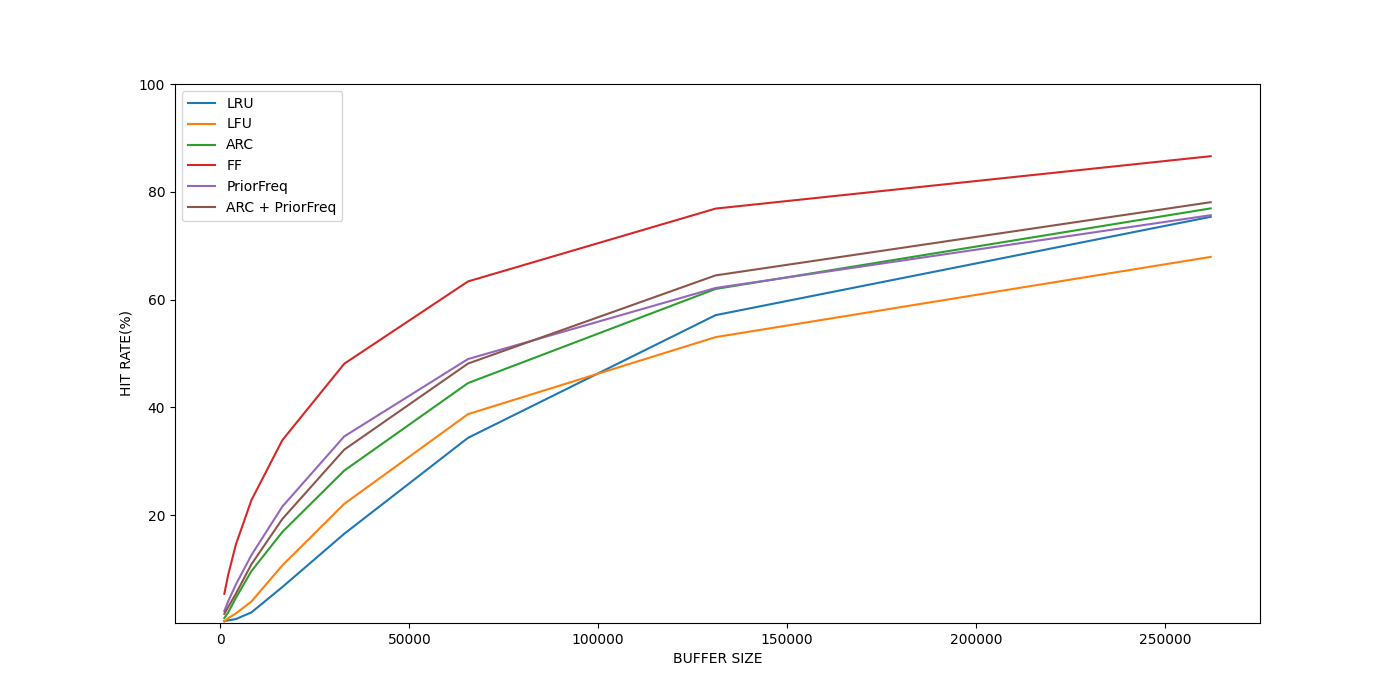 100
80
60
40
20
HIT RATE(%)
LRU
LFU
ARC
FF
PriorFreq
ARC + PriorFreq
0
50000
100000
150000
200000
250000
BUFFER SIZE